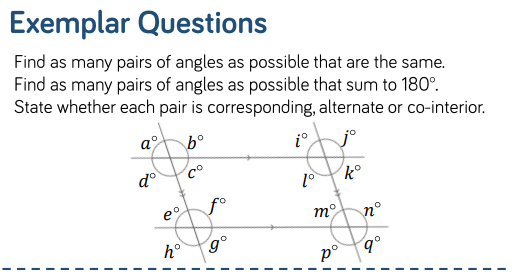 Exemplar Questions
Find as many pairs of angles as possible that are the same.
Find as many pairs of angles as possible that sum to 180°.
State whether each pair is corresponding, alternate or co-interior.
a° b° i° j°
d° c° l° k°
e° f° m° n°
h° g° p° q°